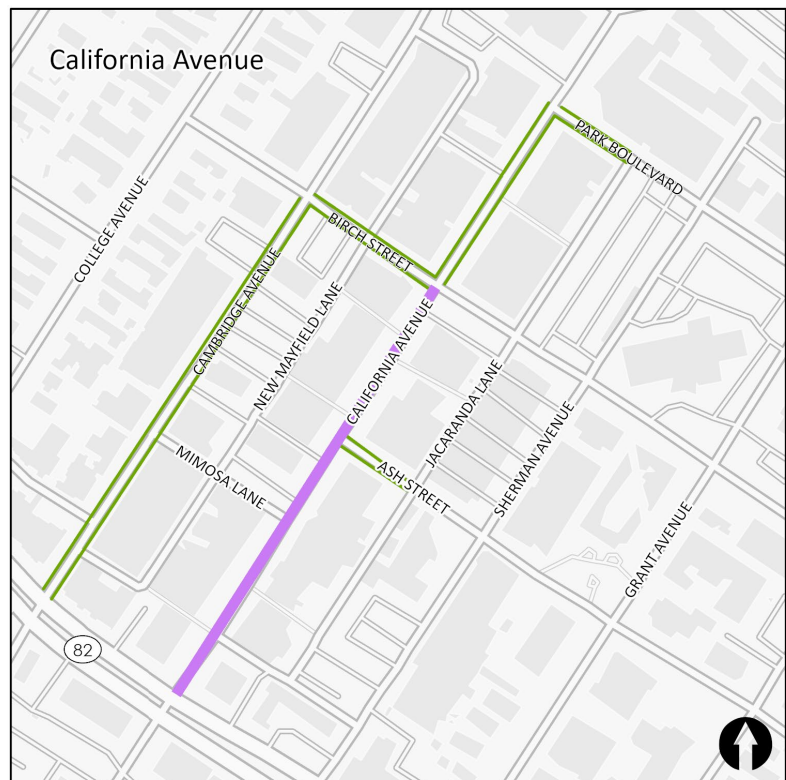 California Avenue
PARK BOULEVARD
COLLEGE AVENUE
BIRCH STREET
CAMBRIDGE AVENUE
NEW MAYFIELD LANE
CALIFORNIA AVENUE
JACARANDA LANE
SHERMAN AVENUE
MIMOSA LANE
ASH STREET
GRANT AVENUE
82